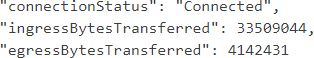 "connectionStatus": "Connected",
"ingressBytesTransferred": 33509044,
"egressBytesTransferred": 4142431